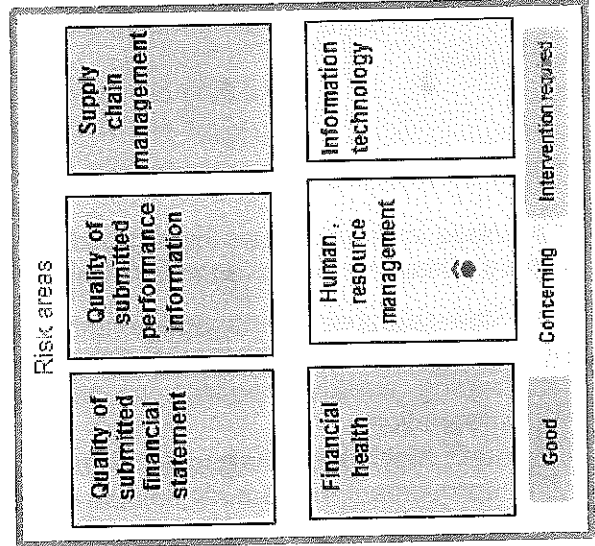 Risk areas
Quality of
submitted
financial
statement
Quality of
submitted
performance
information
Supply
chain
management
Financial
health
Human
resource
management
Information
technology
Good
Concerning
Intervention required